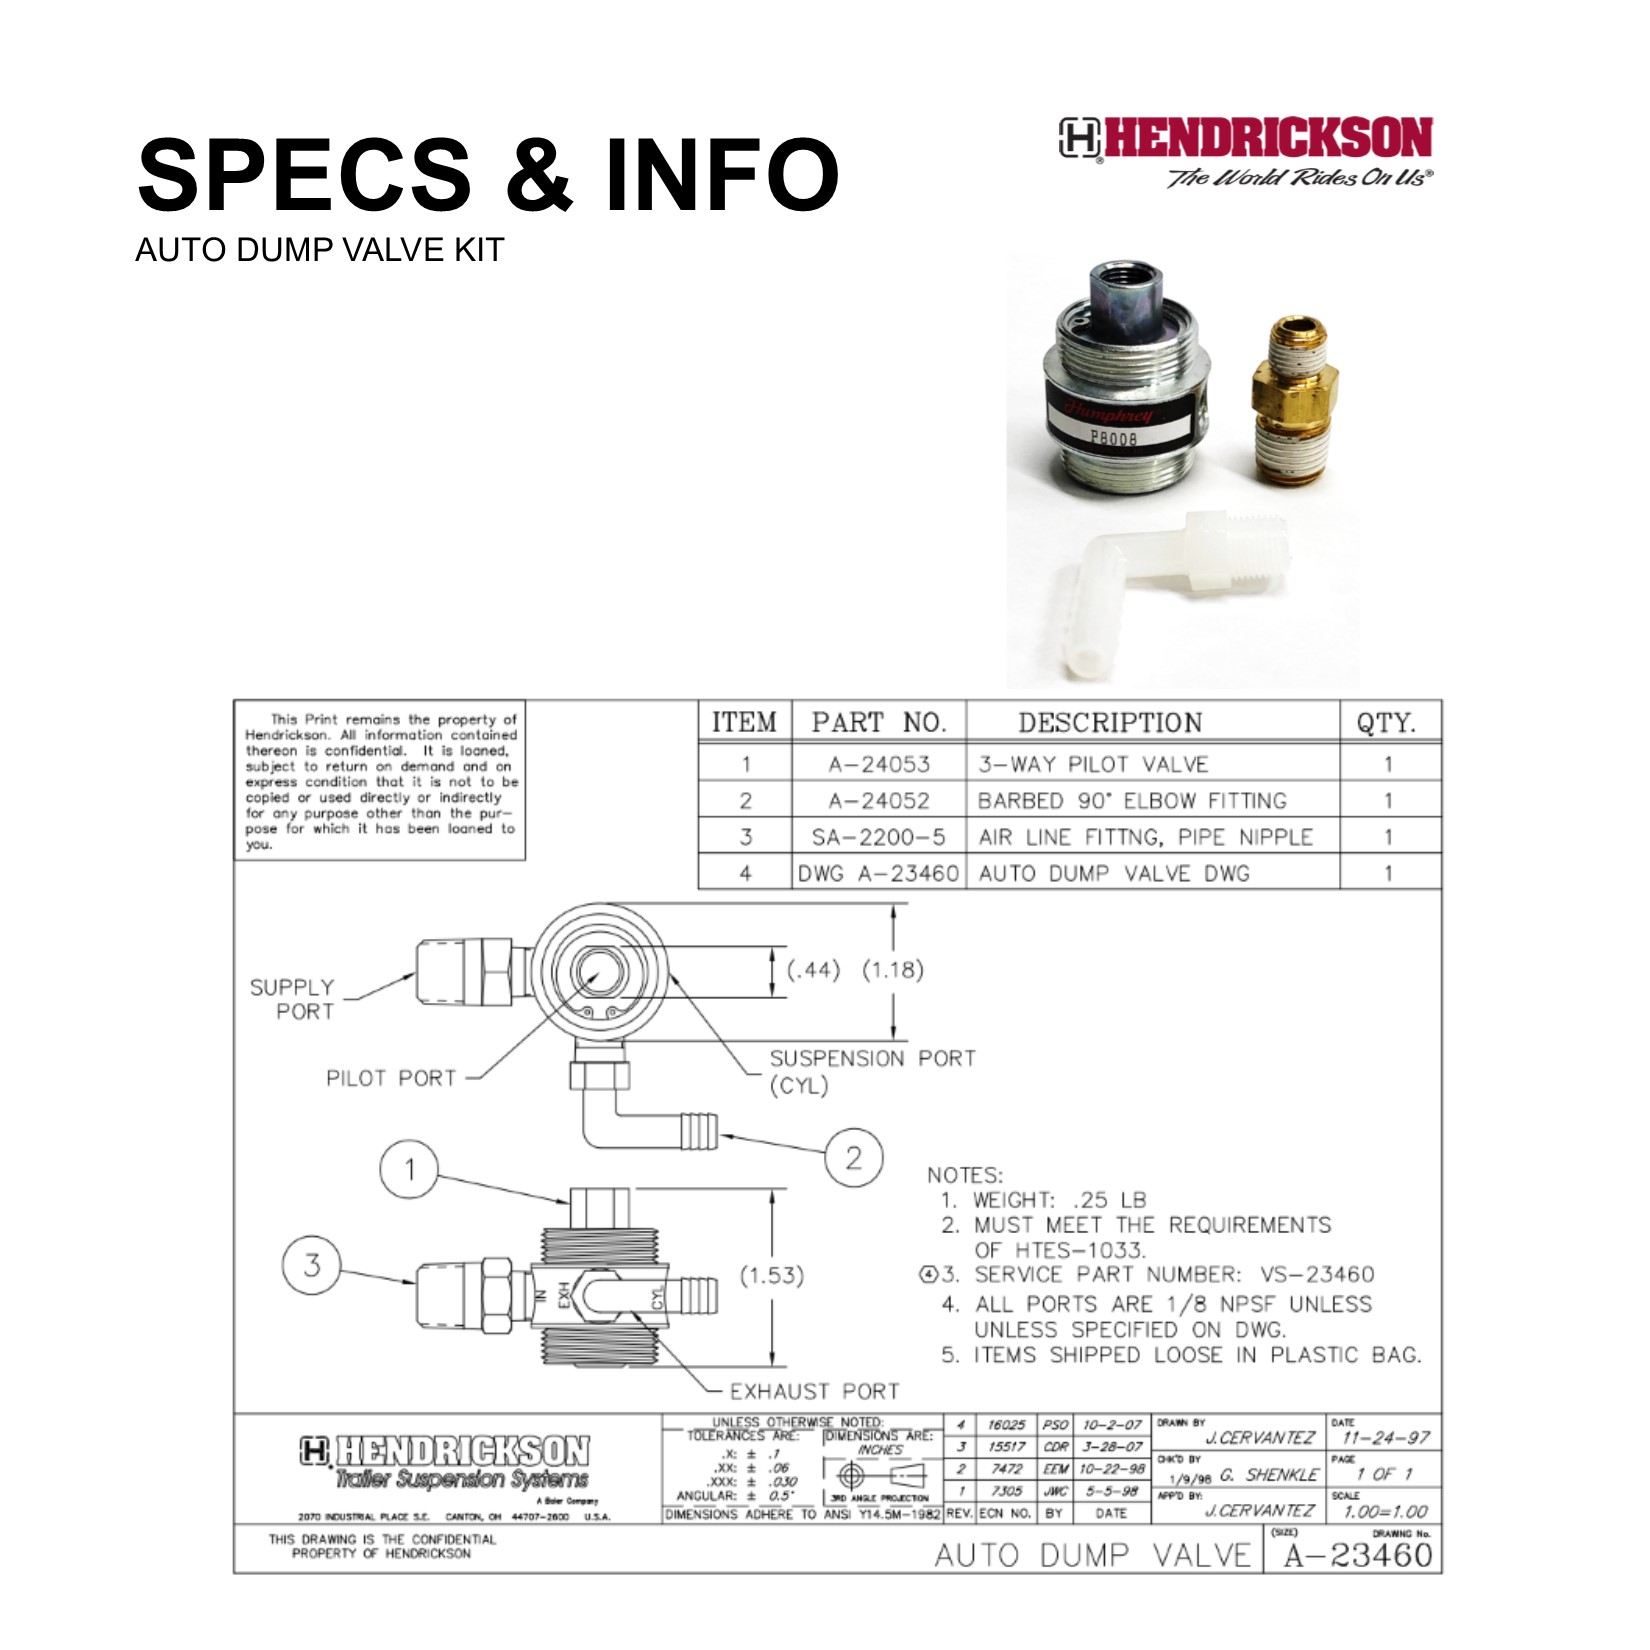 SPECS & INFO
AUTO DUMP VALVE KIT
HENDRICKSON
The World Rides On Us®
Humphrey
P8008
This Print remains the property of
Hendrickson. All information contained
thereon is confidential. It is loaned,
subject to return on demand and on
express condition that it is not to be
copied or used directly or indirectly
for any purpose other than the pur-
pose for which it has been loaned to
you.
ITEM PART NO. DESCRIPTION QTY.
1 A-24053 3-WAY PILOT VALVE 1
2 A-24052 BARBED 90° ELBOW FITTING 1
3 SA-2200-5 AIR LINE FITTNG, PIPE NIPPLE 1
4 DWG A-23460 AUTO DUMP VALVE DWG 1
SUPPLY
PORT
(.44) (1.18)
PILOT PORT
SUSPENSION PORT
(CYL)
1
2
3
IN
EXH
CYL
(1.53)
EXHAUST PORT
NOTES:
1. WEIGHT: .25 LB
2. MUST MEET THE REQUIREMENTS
OF HTES-1033.
4 3. SERVICE PART NUMBER: VS-23460
4. ALL PORTS ARE 1/8 NPSF UNLESS
UNLESS SPECIFIED ON DWG.
5. ITEMS SHIPPED LOOSE IN PLASTIC BAG.
HENDRICKSON
Trailer Suspension Systems
A Boler Company
2070 INDUSTRIAL PLACE S.E. CANTON, OH 44707-2600 U.S.A.
THIS DRAWING IS THE CONFIDENTIAL
PROPERTY OF HENDRICKSON
UNLESS OTHERWISE NOTED:
TOLERANCES ARE:
.X: ± .1
.XX: ± .06
.XXX: ± .030
ANGULAR: ± 0.5°
DIMENSIONS ARE:
INCHES
3RD ANGLE PROJECTION
DIMENSIONS ADHERE TO ANSI Y14.5M-1982
4 16025 PSO 10-2-07
3 15517 CDR 3-28-07
2 7472 EEM 10-22-98
1 7305 JWC 5-5-98
REV. ECN NO. BY DATE
DRAWN BY
J.CERVANTEZ
DATE
11-24-97
CHK'D BY
1/9/98 G. SHENKLE
PAGE
1 OF 1
APP'D BY:
J.CERVANTEZ
SCALE
1.00=1.00
AUTO DUMP VALVE
(SIZE)
DRAWING No.
A-23460